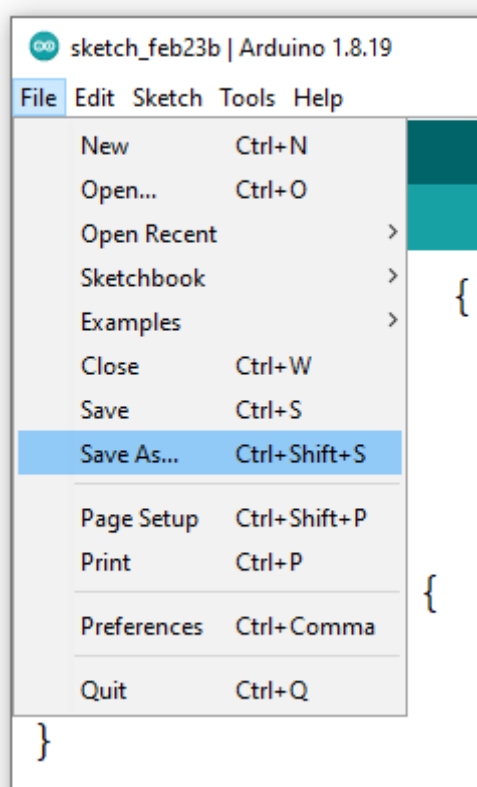 sketch_feb23b | Arduino 1.8.19
File Edit Sketch Tools Help
New Ctrl+N
Open... Ctrl+O
Open Recent >
Sketchbook >
Examples >
Close Ctrl+W
Save Ctrl+S
Save As... Ctrl+Shift+S
Page Setup Ctrl+Shift+P
Print Ctrl+P
Preferences Ctrl+Comma
Quit Ctrl+Q
{
{
}